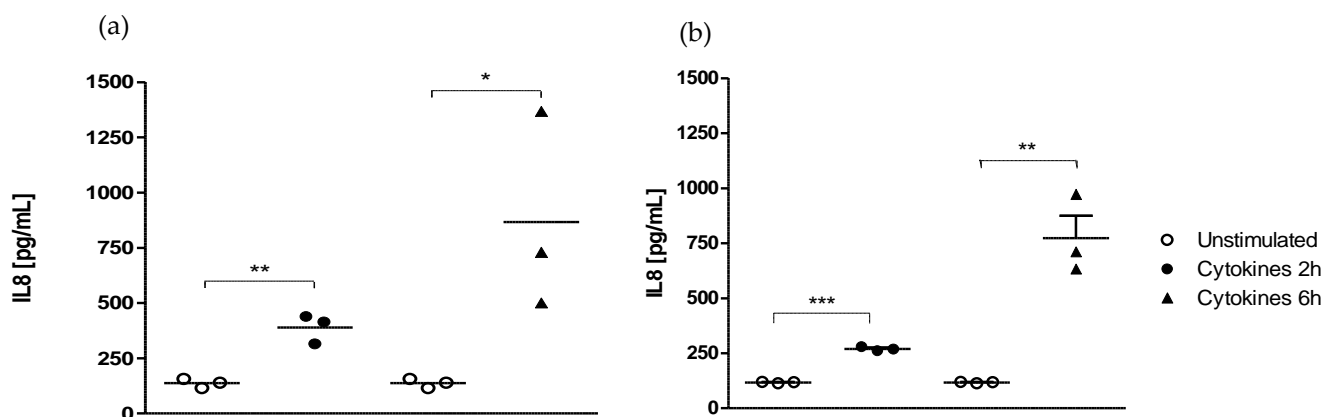 (a)
IL8 [pg/mL]
1500
1250
1000
750
500
250
0
**
*
(b)
IL8 [pg/mL]
1500
1250
1000
750
500
250
0
***
**
Unstimulated
Cytokines 2h
Cytokines 6h